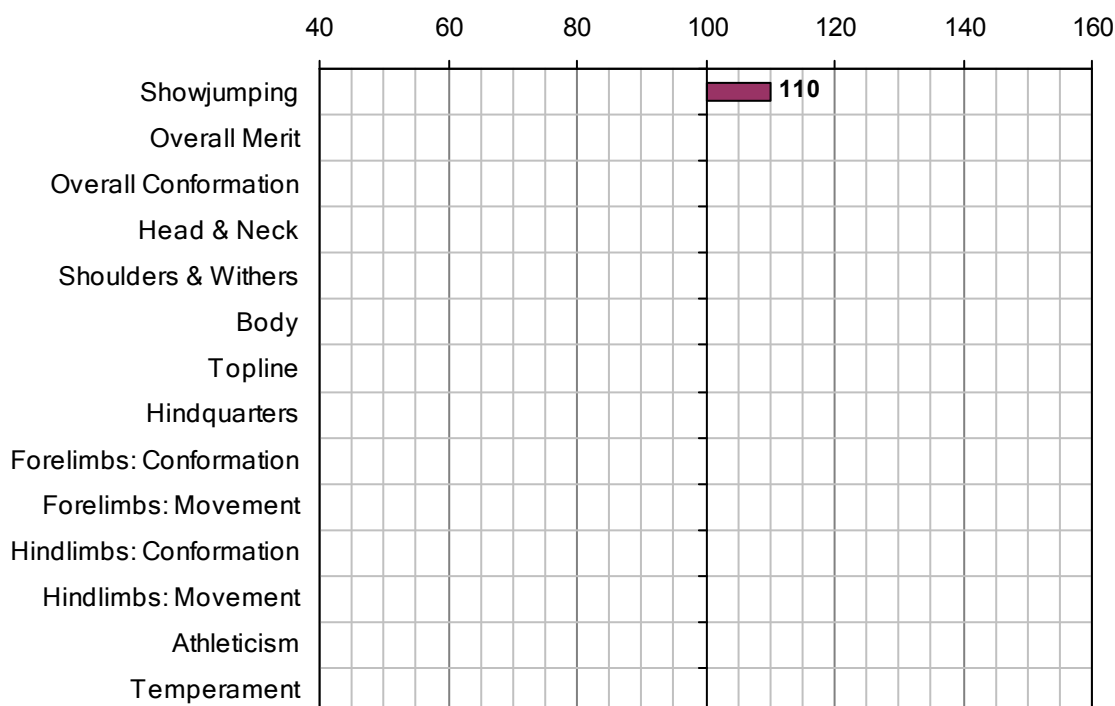 40 60 80 100 120 140 160
Showjumping 110
Overall Merit
Overall Conformation
Head & Neck
Shoulders & Withers
Body
Topline
Hindquarters
Forelimbs: Conformation
Forelimbs: Movement
Hindlimbs: Conformation
Hindlimbs: Movement
Athleticism
Temperament